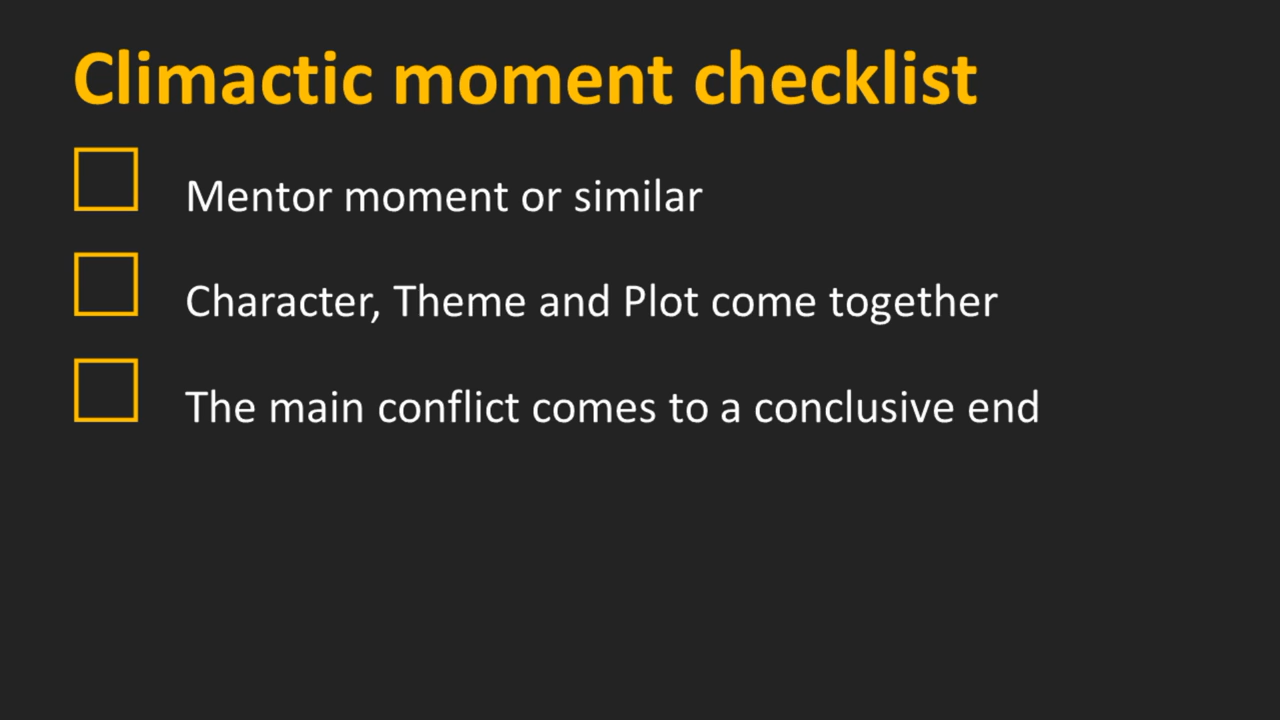 Climactic moment checklist
Mentor moment or similar
Character, Theme and Plot come together
The main conflict comes to a conclusive end